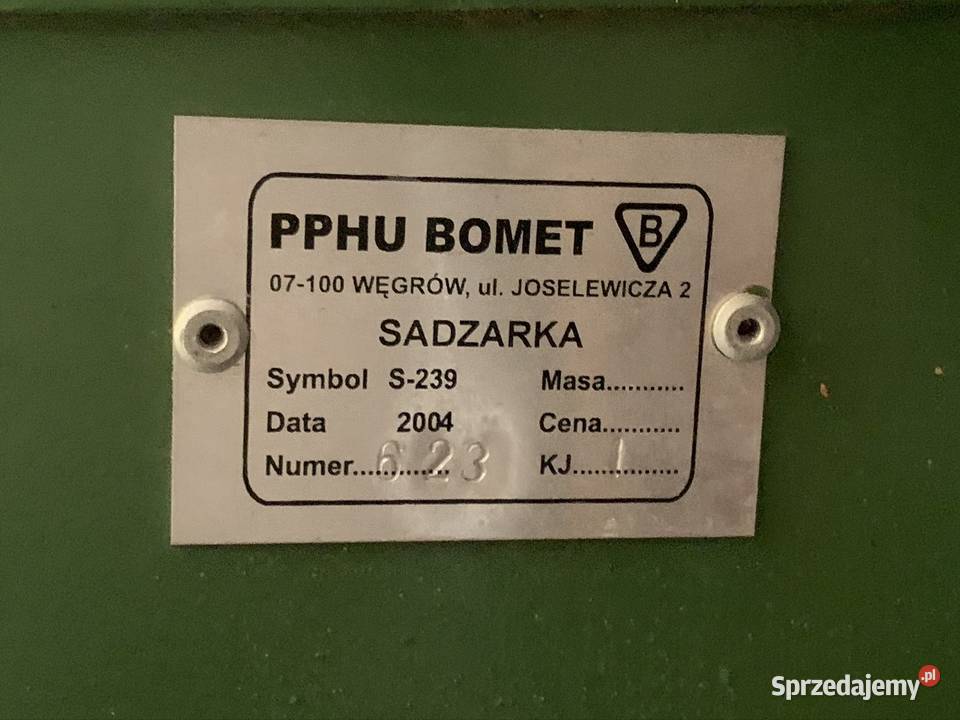 PPHU BOMET B
07-100 WĘGRÓW, ul. JOSELEWICZA 2
SADZARKA
Symbol S-239 Masa...........
Data 2004 Cena...........
Numer.............623 KJ...............1
Sprzedajemy.pl